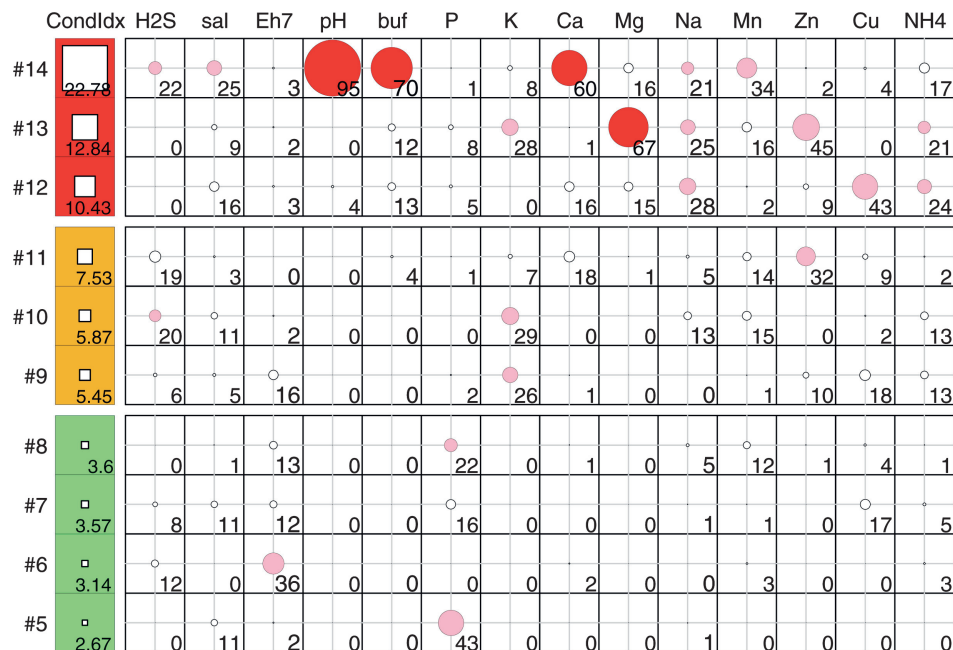 CondIdx H2S sal Eh7 pH buf P K Ca Mg Na Mn Zn Cu NH4
#14 22.78 22 25 3 95 70 1 8 60 16 21 34 2 4 17
#13 12.84 0 9 2 0 12 8 28 1 67 25 16 45 0 21
#12 10.43 0 16 3 4 13 5 0 16 15 28 2 9 43 24
#11 7.53 19 3 0 0 4 1 7 18 1 5 14 32 9 2
#10 5.87 20 11 2 0 0 0 29 0 0 13 15 0 2 13
#9 5.45 6 5 16 0 0 2 26 1 0 0 1 10 18 13
#8 3.6 0 1 13 0 0 22 0 1 0 5 12 1 4 1
#7 3.57 8 11 12 0 0 16 0 0 0 1 1 0 17 5
#6 3.14 12 0 36 0 0 0 0 2 0 0 3 0 0 3
#5 2.67 0 11 2 0 0 43 0 0 0 1 0 0 0 0